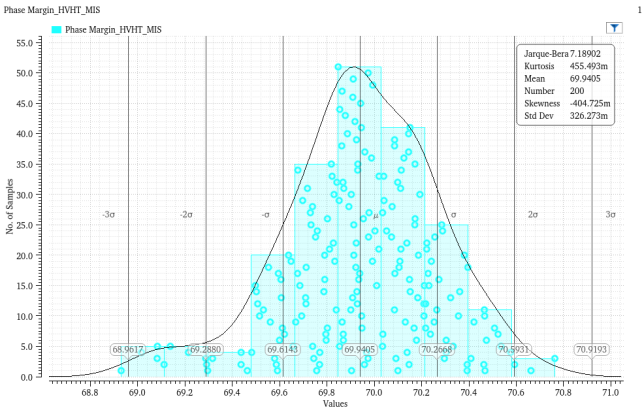 Phase Margin_HVHT_MIS 1
Phase Margin_HVHT_MIS
Jarque-Bera 7.18902
Kurtosis 455.493m
Mean 69.9405
Number 200
Skewness -404.725m
Std Dev 326.273m
No. of Samples
55.0
50.0
45.0
40.0
35.0
30.0
25.0
20.0
15.0
10.0
5.0
0.0
-3σ -2σ -σ μ σ 2σ 3σ
68.9617 69.2880 69.6143 69.9405 70.2668 70.5931 70.9193
68.8 69.0 69.2 69.4 69.6 69.8 70.0 70.2 70.4 70.6 70.8 71.0
Values